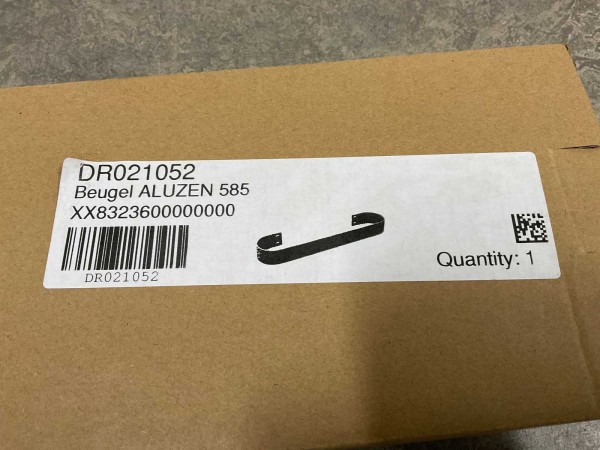 DR021052
Beugel ALUZEN 585
XX8323600000000
DR021052
Quantity: 1